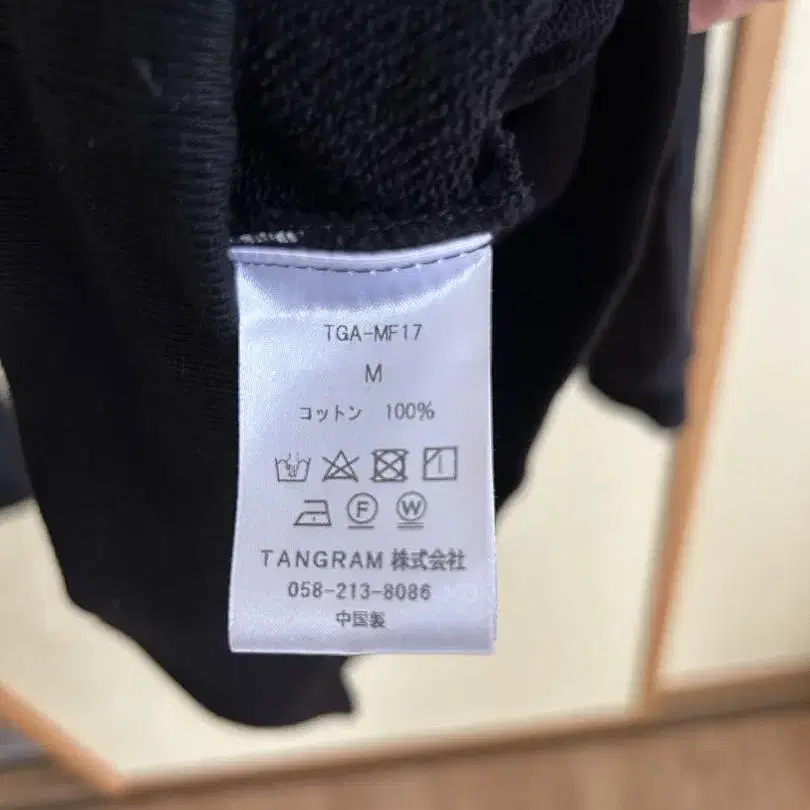 TGA-MF17
M
コットン 100%
F W
TANGRAM 株式会社
058-213-8086
中国製